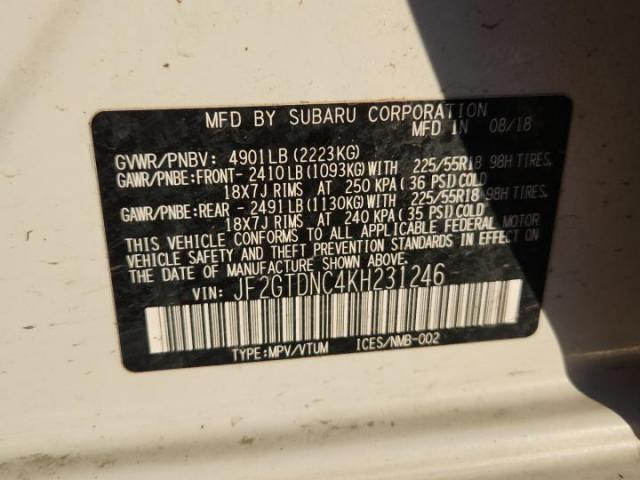 MFD BY SUBARU CORPORATION
MFD IN 08/18
GVWR/PNBV: 4901LB(2223KG)
GAWR/PNBE:FRONT- 2410LB(1093KG)WITH 225/55R18 98H TIRES.
18X7J RIMS AT 250 KPA(36 PSI)COLD
GAWR/PNBE:REAR - 2491LB(1130KG)WITH 225/55R18 98H TIRES.
18X7J RIMS AT 240 KPA(35 PSI)COLD
THIS VEHICLE CONFORMS TO ALL APPLICABLE FEDERAL MOTOR
VEHICLE SAFETY AND THEFT PREVENTION STANDARDS IN EFFECT ON
THE DATE OF MANUFACTURE SHOWN ABOVE.
VIN: JF2GTDNC4KH231246
TYPE:MPV/VTUM ICES/NMB-002